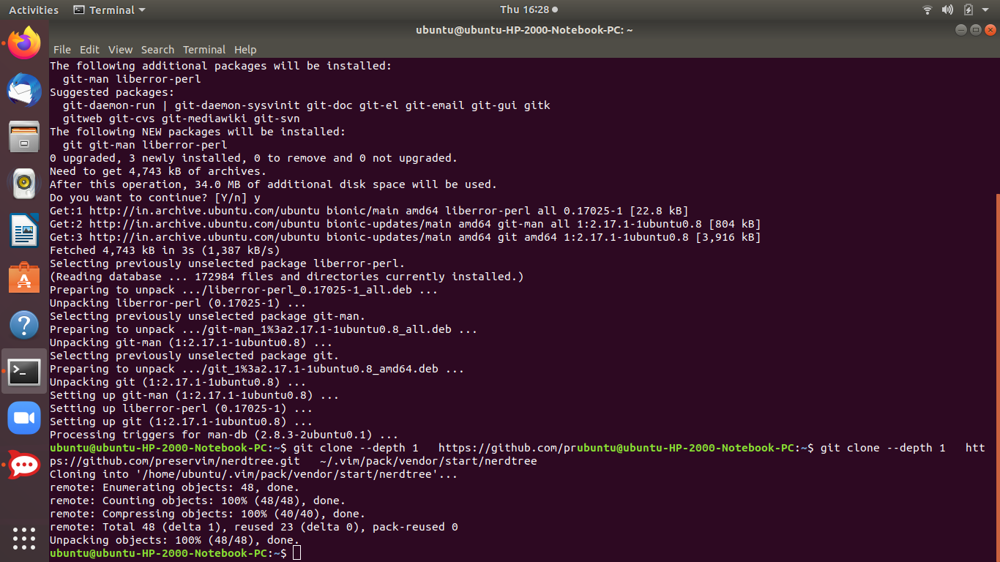 Activities Terminal Thu 16:28
ubuntu@ubuntu-HP-2000-Notebook-PC: ~
File Edit View Search Terminal Help
The following additional packages will be installed:
  git-man liberror-perl
Suggested packages:
  git-daemon-run | git-daemon-sysvinit git-doc git-el git-email git-gui gitk
  gitweb git-cvs git-mediawiki git-svn
The following NEW packages will be installed:
  git git-man liberror-perl
0 upgraded, 3 newly installed, 0 to remove and 0 not upgraded.
Need to get 4,743 kB of archives.
After this operation, 34.0 MB of additional disk space will be used.
Do you want to continue? [Y/n] y
Get:1 http://in.archive.ubuntu.com/ubuntu bionic/main amd64 liberror-perl all 0.17025-1 [22.8 kB]
Get:2 http://in.archive.ubuntu.com/ubuntu bionic-updates/main amd64 git-man all 1:2.17.1-1ubuntu0.8 [804 kB]
Get:3 http://in.archive.ubuntu.com/ubuntu bionic-updates/main amd64 git amd64 1:2.17.1-1ubuntu0.8 [3,916 kB]
Fetched 4,743 kB in 3s (1,387 kB/s)
Selecting previously unselected package liberror-perl.
(Reading database ... 172984 files and directories currently installed.)
Preparing to unpack .../liberror-perl_0.17025-1_all.deb ...
Unpacking liberror-perl (0.17025-1) ...
Selecting previously unselected package git-man.
Preparing to unpack .../git-man_1%3a2.17.1-1ubuntu0.8_all.deb ...
Unpacking git-man (1:2.17.1-1ubuntu0.8) ...
Selecting previously unselected package git.
Preparing to unpack .../git_1%3a2.17.1-1ubuntu0.8_amd64.deb ...
Unpacking git (1:2.17.1-1ubuntu0.8) ...
Setting up git-man (1:2.17.1-1ubuntu0.8) ...
Setting up liberror-perl (0.17025-1) ...
Setting up git (1:2.17.1-1ubuntu0.8) ...
Processing triggers for man-db (2.8.3-2ubuntu0.1) ...
ubuntu@ubuntu-HP-2000-Notebook-PC:~$ git clone --depth 1   https://github.com/prubuntu@ubuntu-HP-2000-Notebook-PC:~$ git clone --depth 1   htt
ps://github.com/preservim/nerdtree.git   ~/.vim/pack/vendor/start/nerdtree
Cloning into '/home/ubuntu/.vim/pack/vendor/start/nerdtree'...
remote: Enumerating objects: 48, done.
remote: Counting objects: 100% (48/48), done.
remote: Compressing objects: 100% (40/40), done.
remote: Total 48 (delta 1), reused 23 (delta 0), pack-reused 0
Unpacking objects: 100% (48/48), done.
ubuntu@ubuntu-HP-2000-Notebook-PC:~$